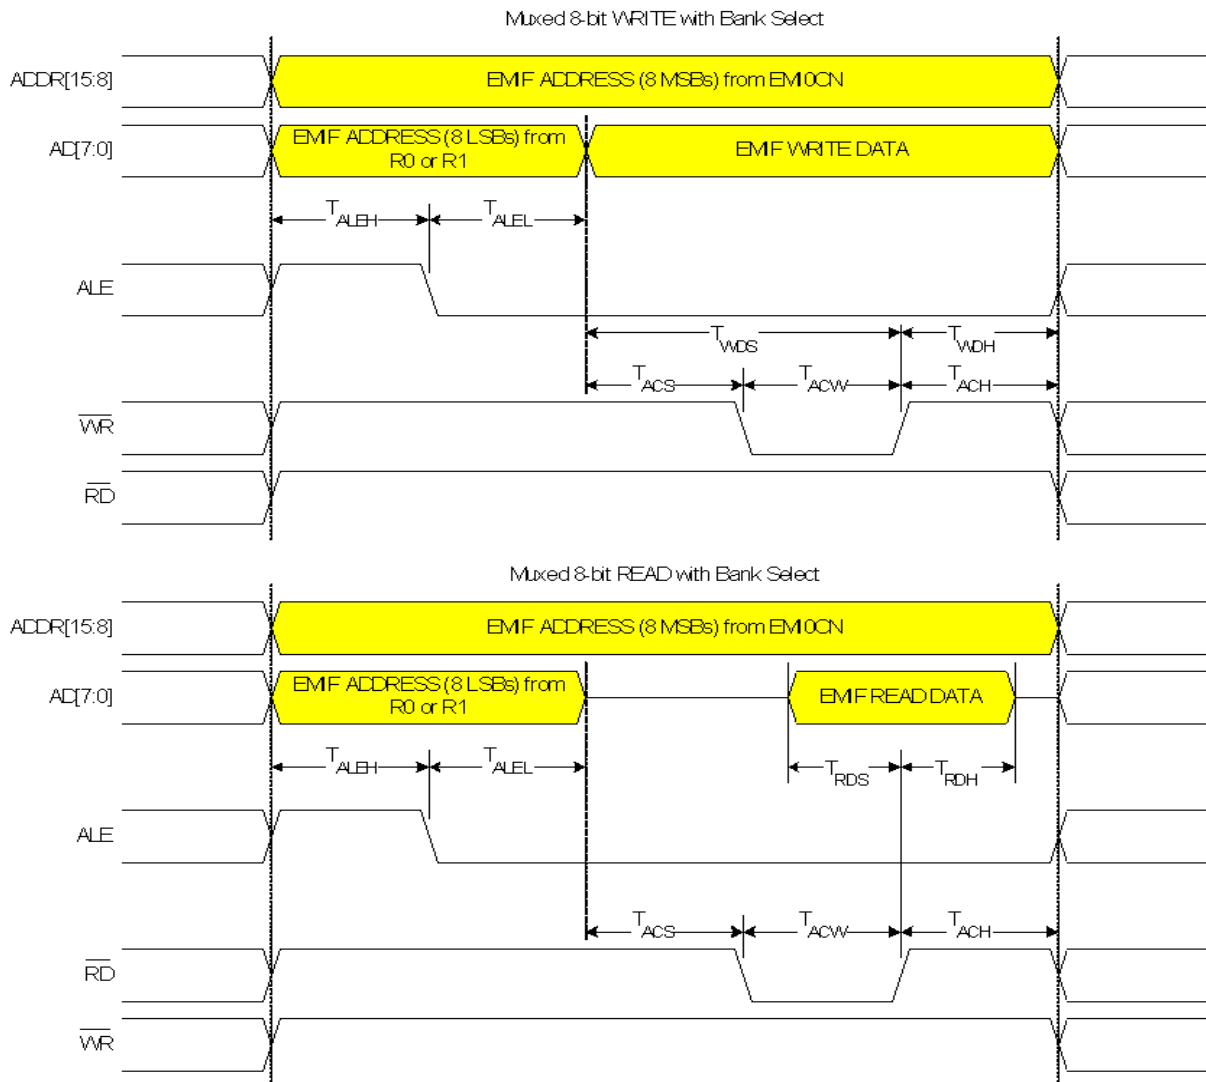 Muxed 8-bit WRITE with Bank Select
ADDR[15:8]
EMIF ADDRESS (8 MSBs) from EMI0CN
AD[7:0]
EMIF ADDRESS (8 LSBs) from
R0 or R1
EMIF WRITE DATA
TALEH
TALEL
ALE
TWDS
TWDH
TACS
TACW
TACH
WR
RD
Muxed 8-bit READ with Bank Select
ADDR[15:8]
EMIF ADDRESS (8 MSBs) from EMI0CN
AD[7:0]
EMIF ADDRESS (8 LSBs) from
R0 or R1
EMIF READ DATA
TALEH
TALEL
TRDS
TRDH
ALE
TACS
TACW
TACH
RD
WR